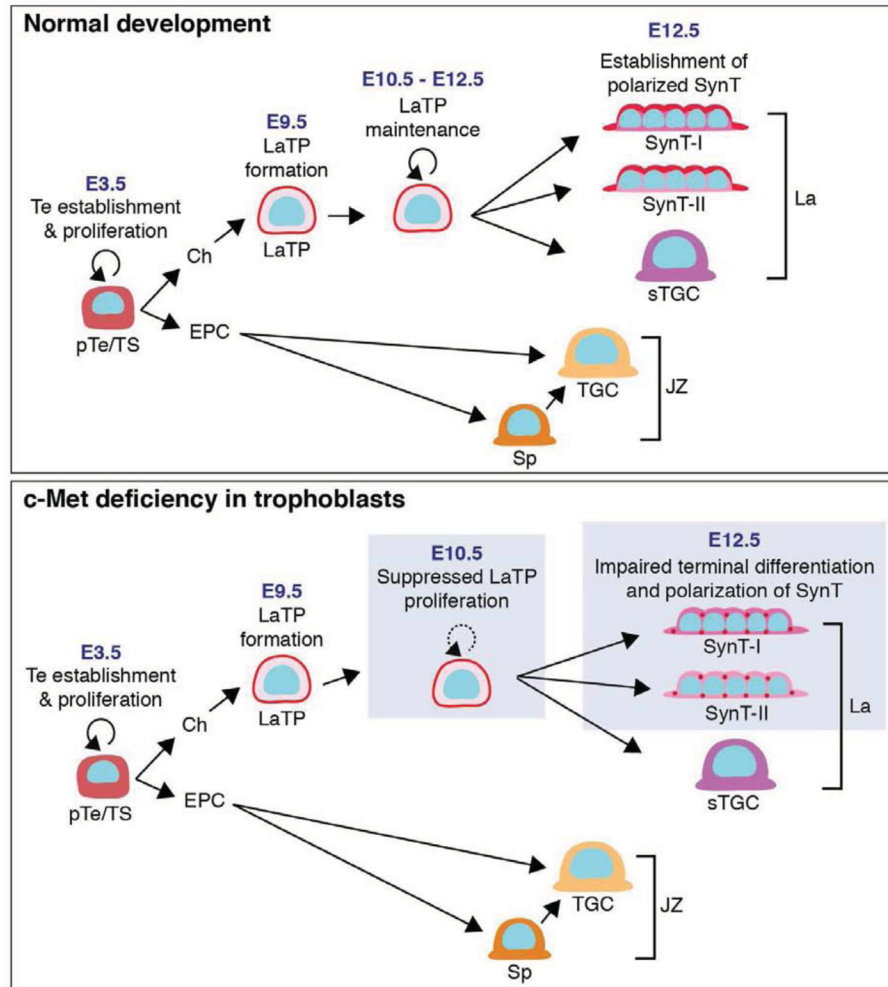 Normal development
E12.5
Establishment of
polarized SynT
E10.5 - E12.5
LaTP
maintenance
E9.5
LaTP
formation
E3.5
Te establishment
& proliferation
SynT-I
SynT-II
La
Ch
LaTP
sTGC
pTe/TS
EPC
TGC
JZ
Sp
c-Met deficiency in trophoblasts
E12.5
Impaired terminal differentiation
and polarization of SynT
E10.5
Suppressed LaTP
proliferation
E9.5
LaTP
formation
E3.5
Te establishment
& proliferation
SynT-I
SynT-II
La
Ch
LaTP
sTGC
pTe/TS
EPC
TGC
JZ
Sp